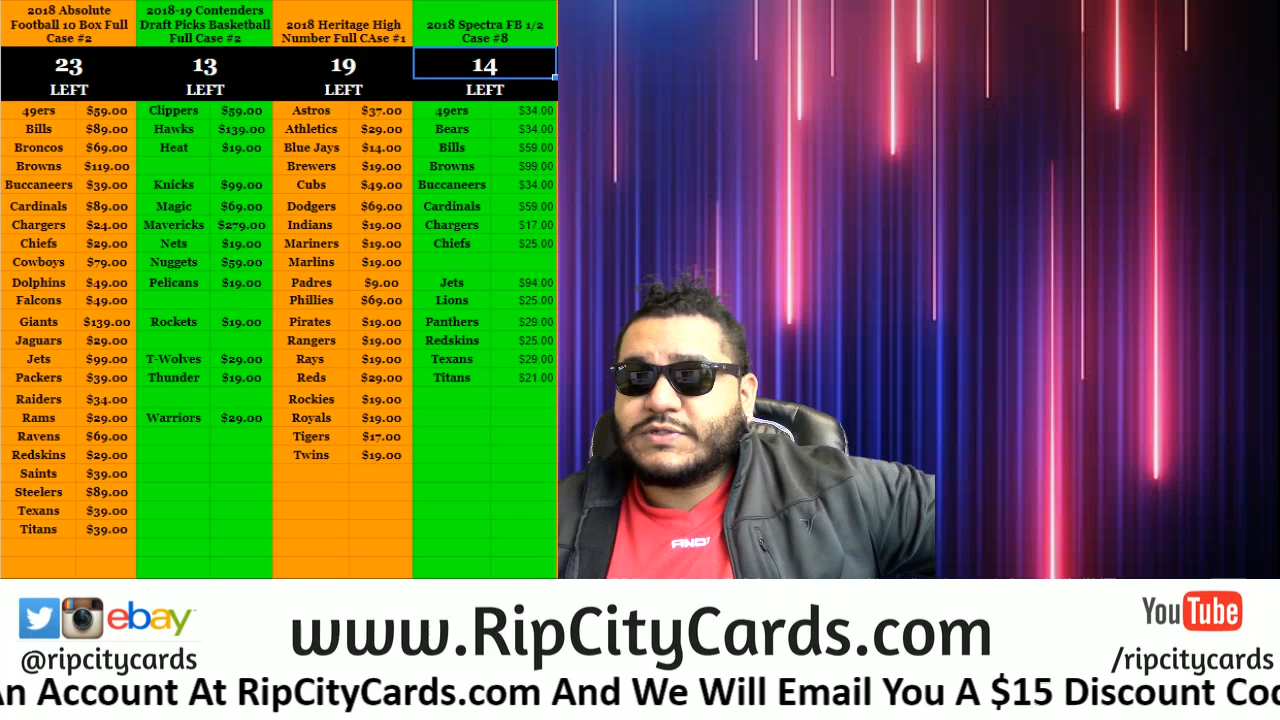 2018 Absolute
Football 10 Box Full
Case #2
23
LEFT
49ers $59.00
Bills $89.00
Broncos $69.00
Browns $119.00
Buccaneers $39.00
Cardinals $89.00
Chargers $24.00
Chiefs $29.00
Cowboys $79.00
Dolphins $49.00
Falcons $49.00
Giants $139.00
Jaguars $29.00
Jets $99.00
Packers $39.00
Raiders $34.00
Rams $29.00
Ravens $69.00
Redskins $29.00
Saints $39.00
Steelers $89.00
Texans $39.00
Titans $39.00
2018-19 Contenders
Draft Picks Basketball
Full Case #2
13
LEFT
Clippers $59.00
Hawks $139.00
Heat $19.00
Knicks $99.00
Magic $69.00
Mavericks $279.00
Nets $19.00
Nuggets $59.00
Pelicans $19.00
Rockets $19.00
T-Wolves $29.00
Thunder $19.00
Warriors $29.00
2018 Heritage High
Number Full CAse #1
19
LEFT
Astros $37.00
Athletics $29.00
Blue Jays $14.00
Brewers $19.00
Cubs $49.00
Dodgers $69.00
Indians $19.00
Mariners $19.00
Marlins $19.00
Padres $9.00
Phillies $69.00
Pirates $19.00
Rangers $19.00
Rays $19.00
Reds $29.00
Rockies $19.00
Royals $19.00
Tigers $17.00
Twins $19.00
2018 Spectra FB 1/2
Case #8
14
LEFT
49ers $34.00
Bears $34.00
Bills $59.00
Browns $99.00
Buccaneers $34.00
Cardinals $59.00
Chargers $17.00
Chiefs $25.00
Jets $94.00
Lions $25.00
Panthers $29.00
Redskins $25.00
Texans $29.00
Titans $21.00
AND1
ebay
@ripcitycards
www.RipCityCards.com
YouTube
/ripcitycards
An Account At RipCityCards.com And We Will Email You A $15 Discount Cod